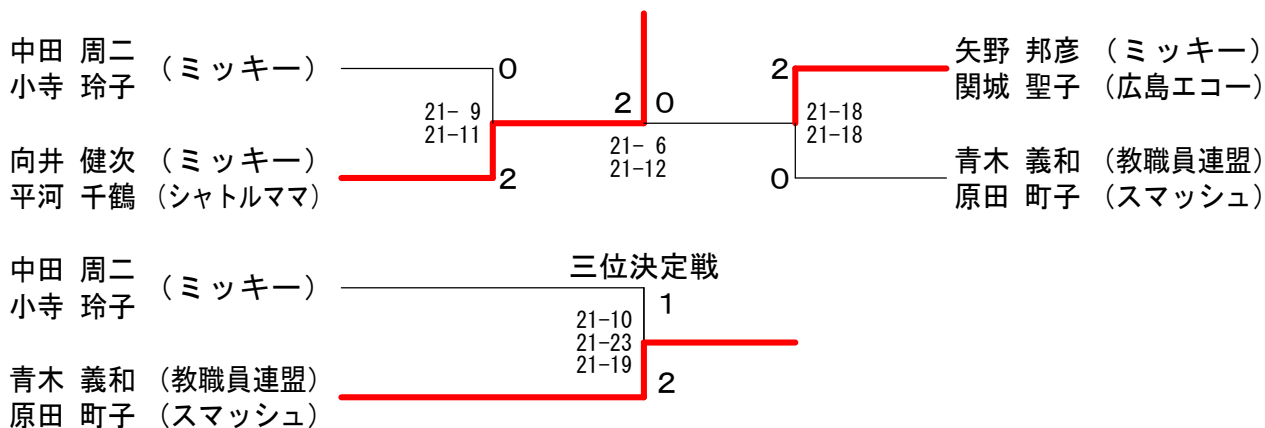 中田 周二 (ミッキー)
小寺 玲子
0
21- 9
21-11
向井 健次 (ミッキー)
平河 千鶴 (シャトルママ)
2
2 0
21- 6
21-12
矢野 邦彦 (ミッキー)
関城 聖子 (広島エコー)
2
21-18
21-18
青木 義和 (教職員連盟)
原田 町子 (スマッシュ)
0
三位決定戦
中田 周二 (ミッキー)
小寺 玲子
1
21-10
21-23
21-19
青木 義和 (教職員連盟)
原田 町子 (スマッシュ)
2